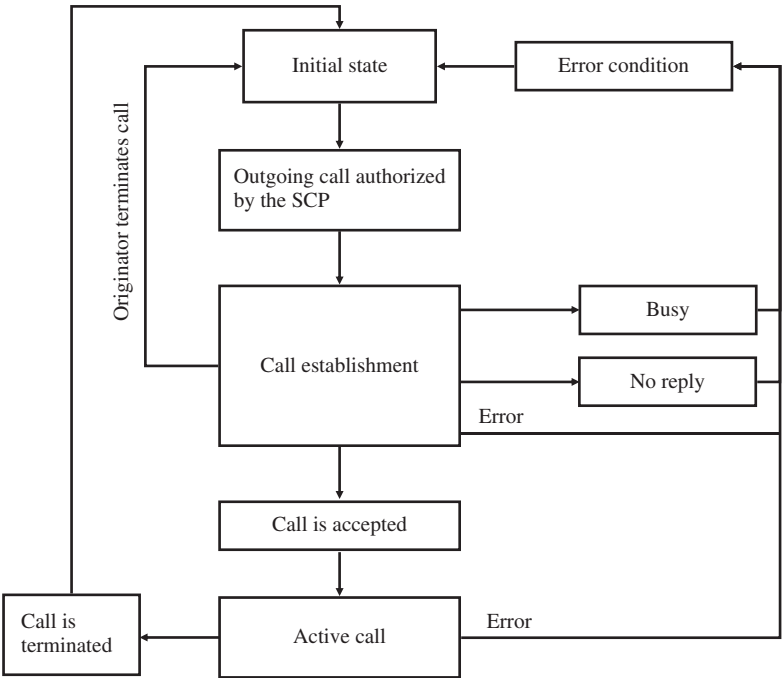 Initial state
Error condition
Originator terminates call
Outgoing call authorized
by the SCP
Call establishment
Busy
No reply
Error
Call is accepted
Call is
terminated
Active call
Error